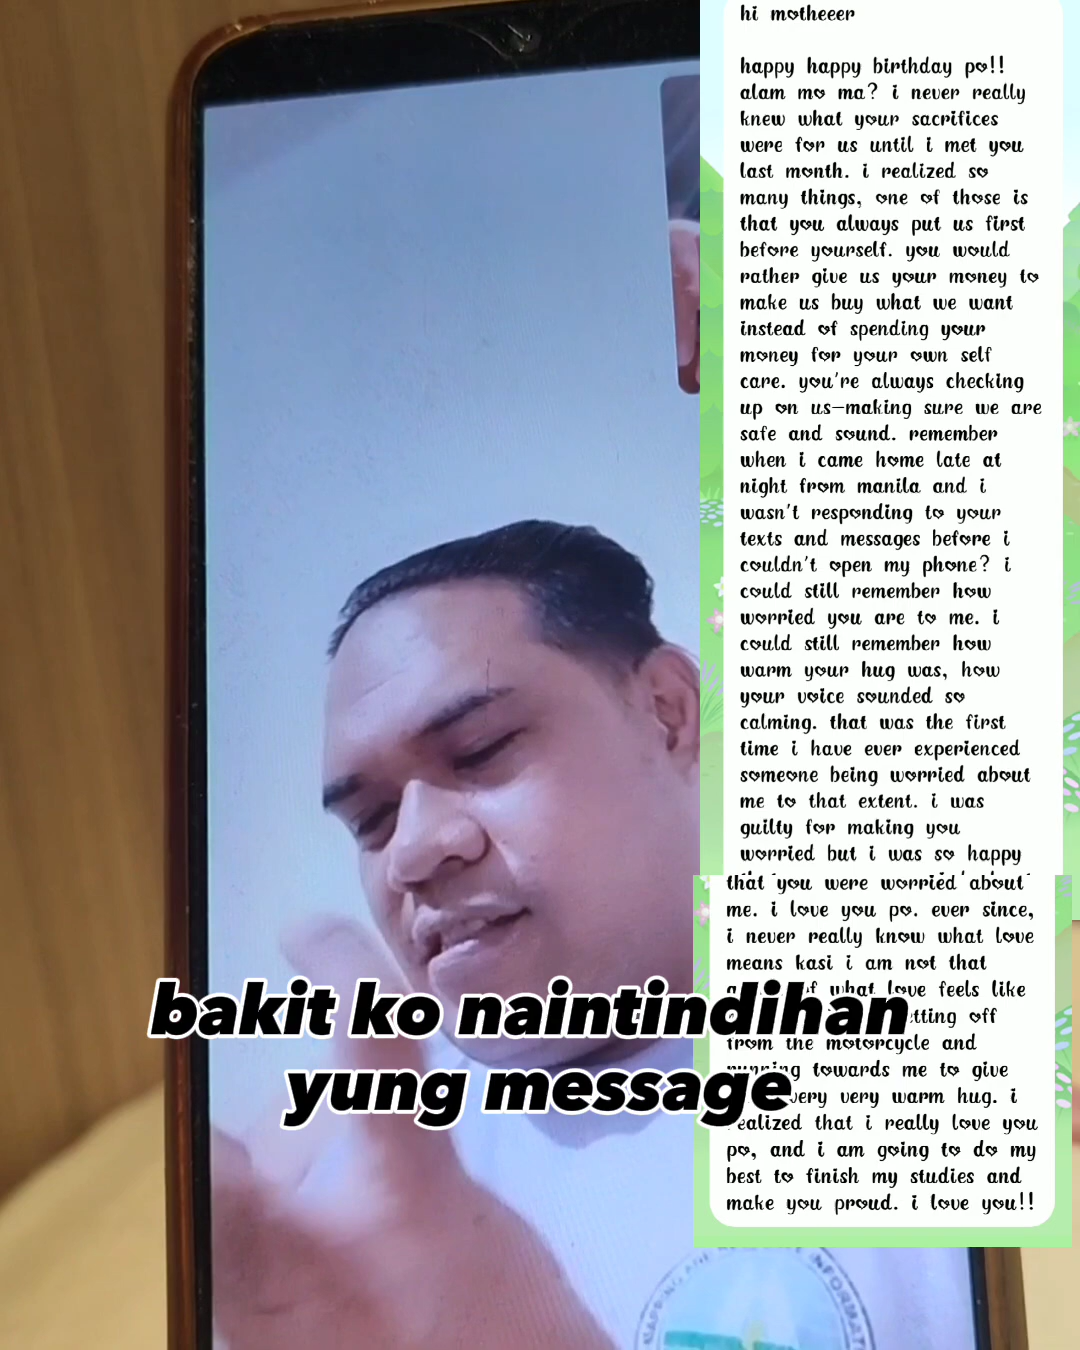 hi motheeer
happy happy birthday po!!
alam mo ma? i never really
knew what your sacrifices
were for us until i met you
last month. i realized so
many things, one of those is
that you always put us first
before yourself. you would
rather give us your money to
make us buy what we want
instead of spending your
money for your own self
care. you're always checking
up on us—making sure we are
safe and sound. remember
when i came home late at
night from manila and i
wasn't responding to your
texts and messages before i
couldn't open my phone? i
could still remember how
worried you are to me. i
could still remember how
warm your hug was, how
your voice sounded so
calming. that was the first
time i have ever experienced
someone being worried about
me to that extent. i was
guilty for making you
worried but i was so happy
that you were worried about
me. i love you po. ever since,
i never really know what love
means kasi i am not that
what love feels like
off
from the motorcycle and
running towards me to give
very very warm hug. i
realized that i really love you
po, and i am going to do my
best to finish my studies and
make you proud. i love you!!
bakit ko naintindihan
yung message